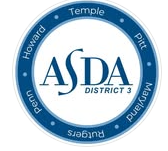 Temple
Pitt
Maryland
Rutgers
Penn
Howard
ASDA
DISTRICT 3